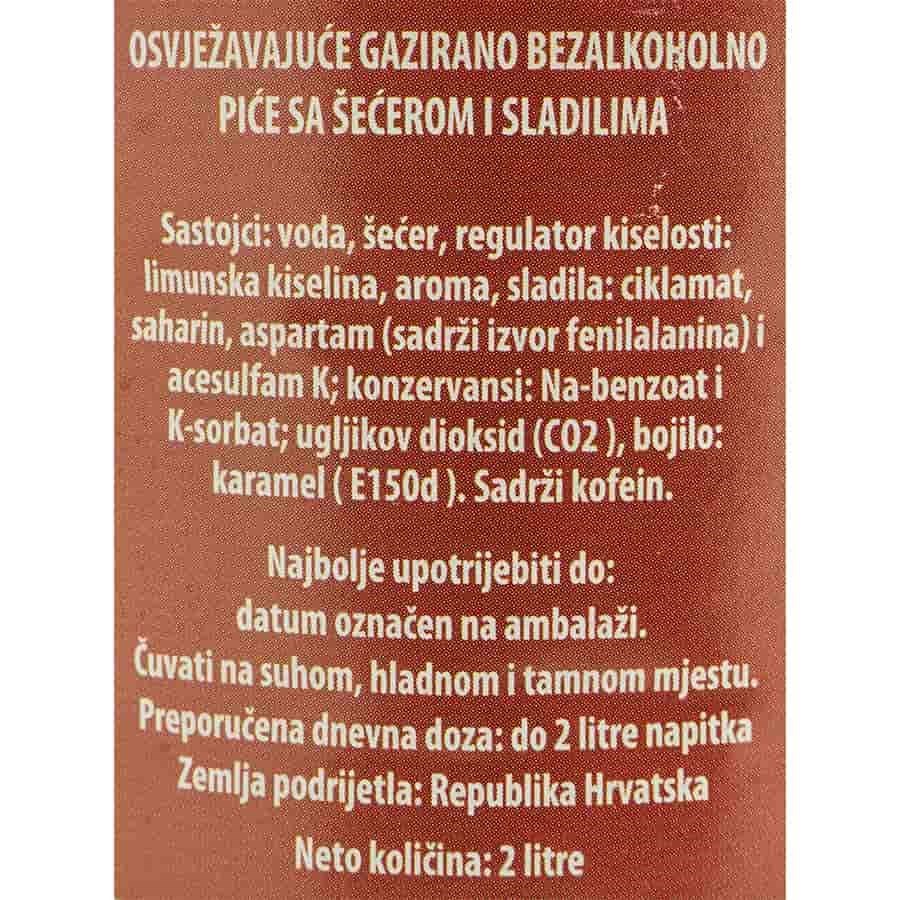 OSVJEŽAVAJUĆE GAZIRANO BEZALKOHOLNO
PIĆE SA ŠEĆEROM I SLADILIMA
Sastojci: voda, šećer, regulator kiselosti:
limunska kiselina, aroma, sladila: ciklamat,
saharin, aspartam (sadrži izvor fenilalanina) i
acesulfam K; konzervansi: Na-benzoat i
K-sorbat; ugljikov dioksid (CO2 ), bojilo:
karamel ( E150d ). Sadrži kofein.
Najbolje upotrijebiti do:
datum označen na ambalaži.
Čuvati na suhom, hladnom i tamnom mjestu.
Preporučena dnevna doza: do 2 litre napitka
Zemlja podrijetla: Republika Hrvatska
Neto količina: 2 litre